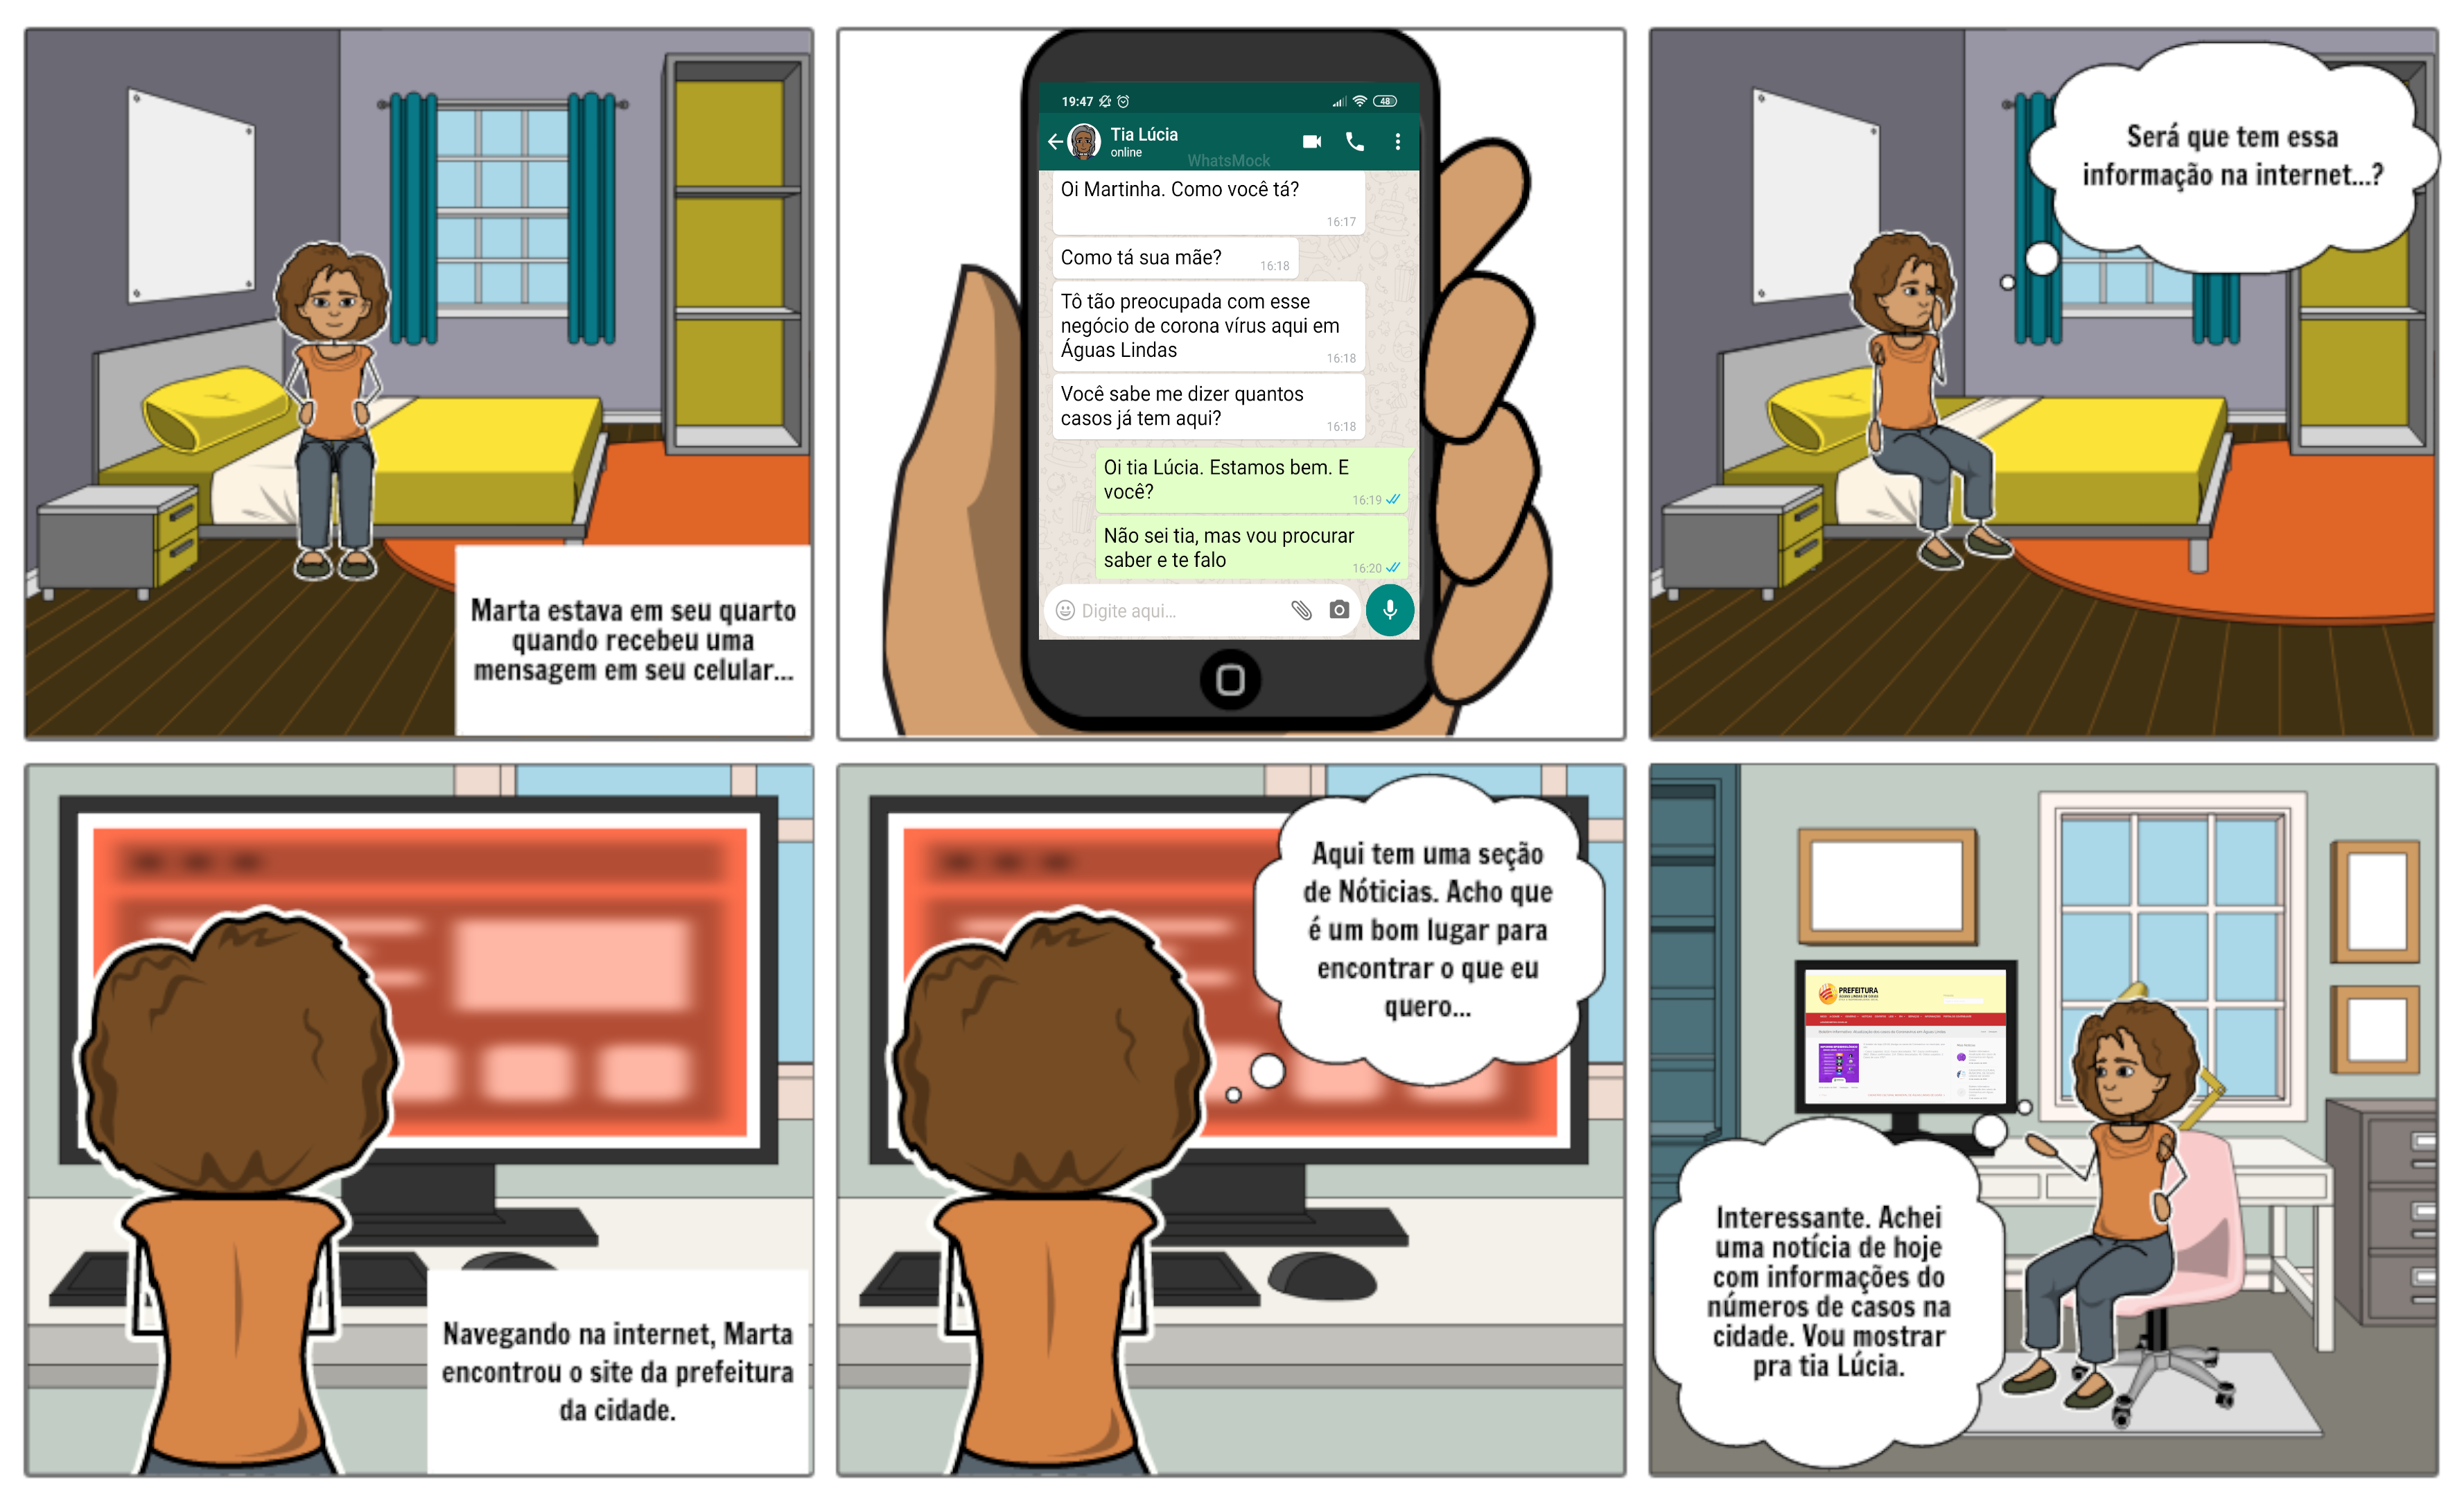 Marta estava em seu quarto
quando recebeu uma
mensagem em seu celular...
19:47
48
Tia Lúcia
online
WhatsMock
Oi Martinha. Como você tá?
16:17
Como tá sua mãe?
16:18
Tô tão preocupada com esse
negócio de corona vírus aqui em
Águas Lindas
16:18
Você sabe me dizer quantos
casos já tem aqui?
16:18
Oi tia Lúcia. Estamos bem. E
você?
16:19
Não sei tia, mas vou procurar
saber e te falo
16:20
Digite aqui...
Será que tem essa
informação na internet...?
Navegando na internet, Marta
encontrou o site da prefeitura
da cidade.
Aqui tem uma seção
de Nóticias. Acho que
é um bom lugar para
encontrar o que eu
quero...
PREFEITURA
Interessante. Achei
uma notícia de hoje
com informações do
números de casos na
cidade. Vou mostrar
pra tia Lúcia.